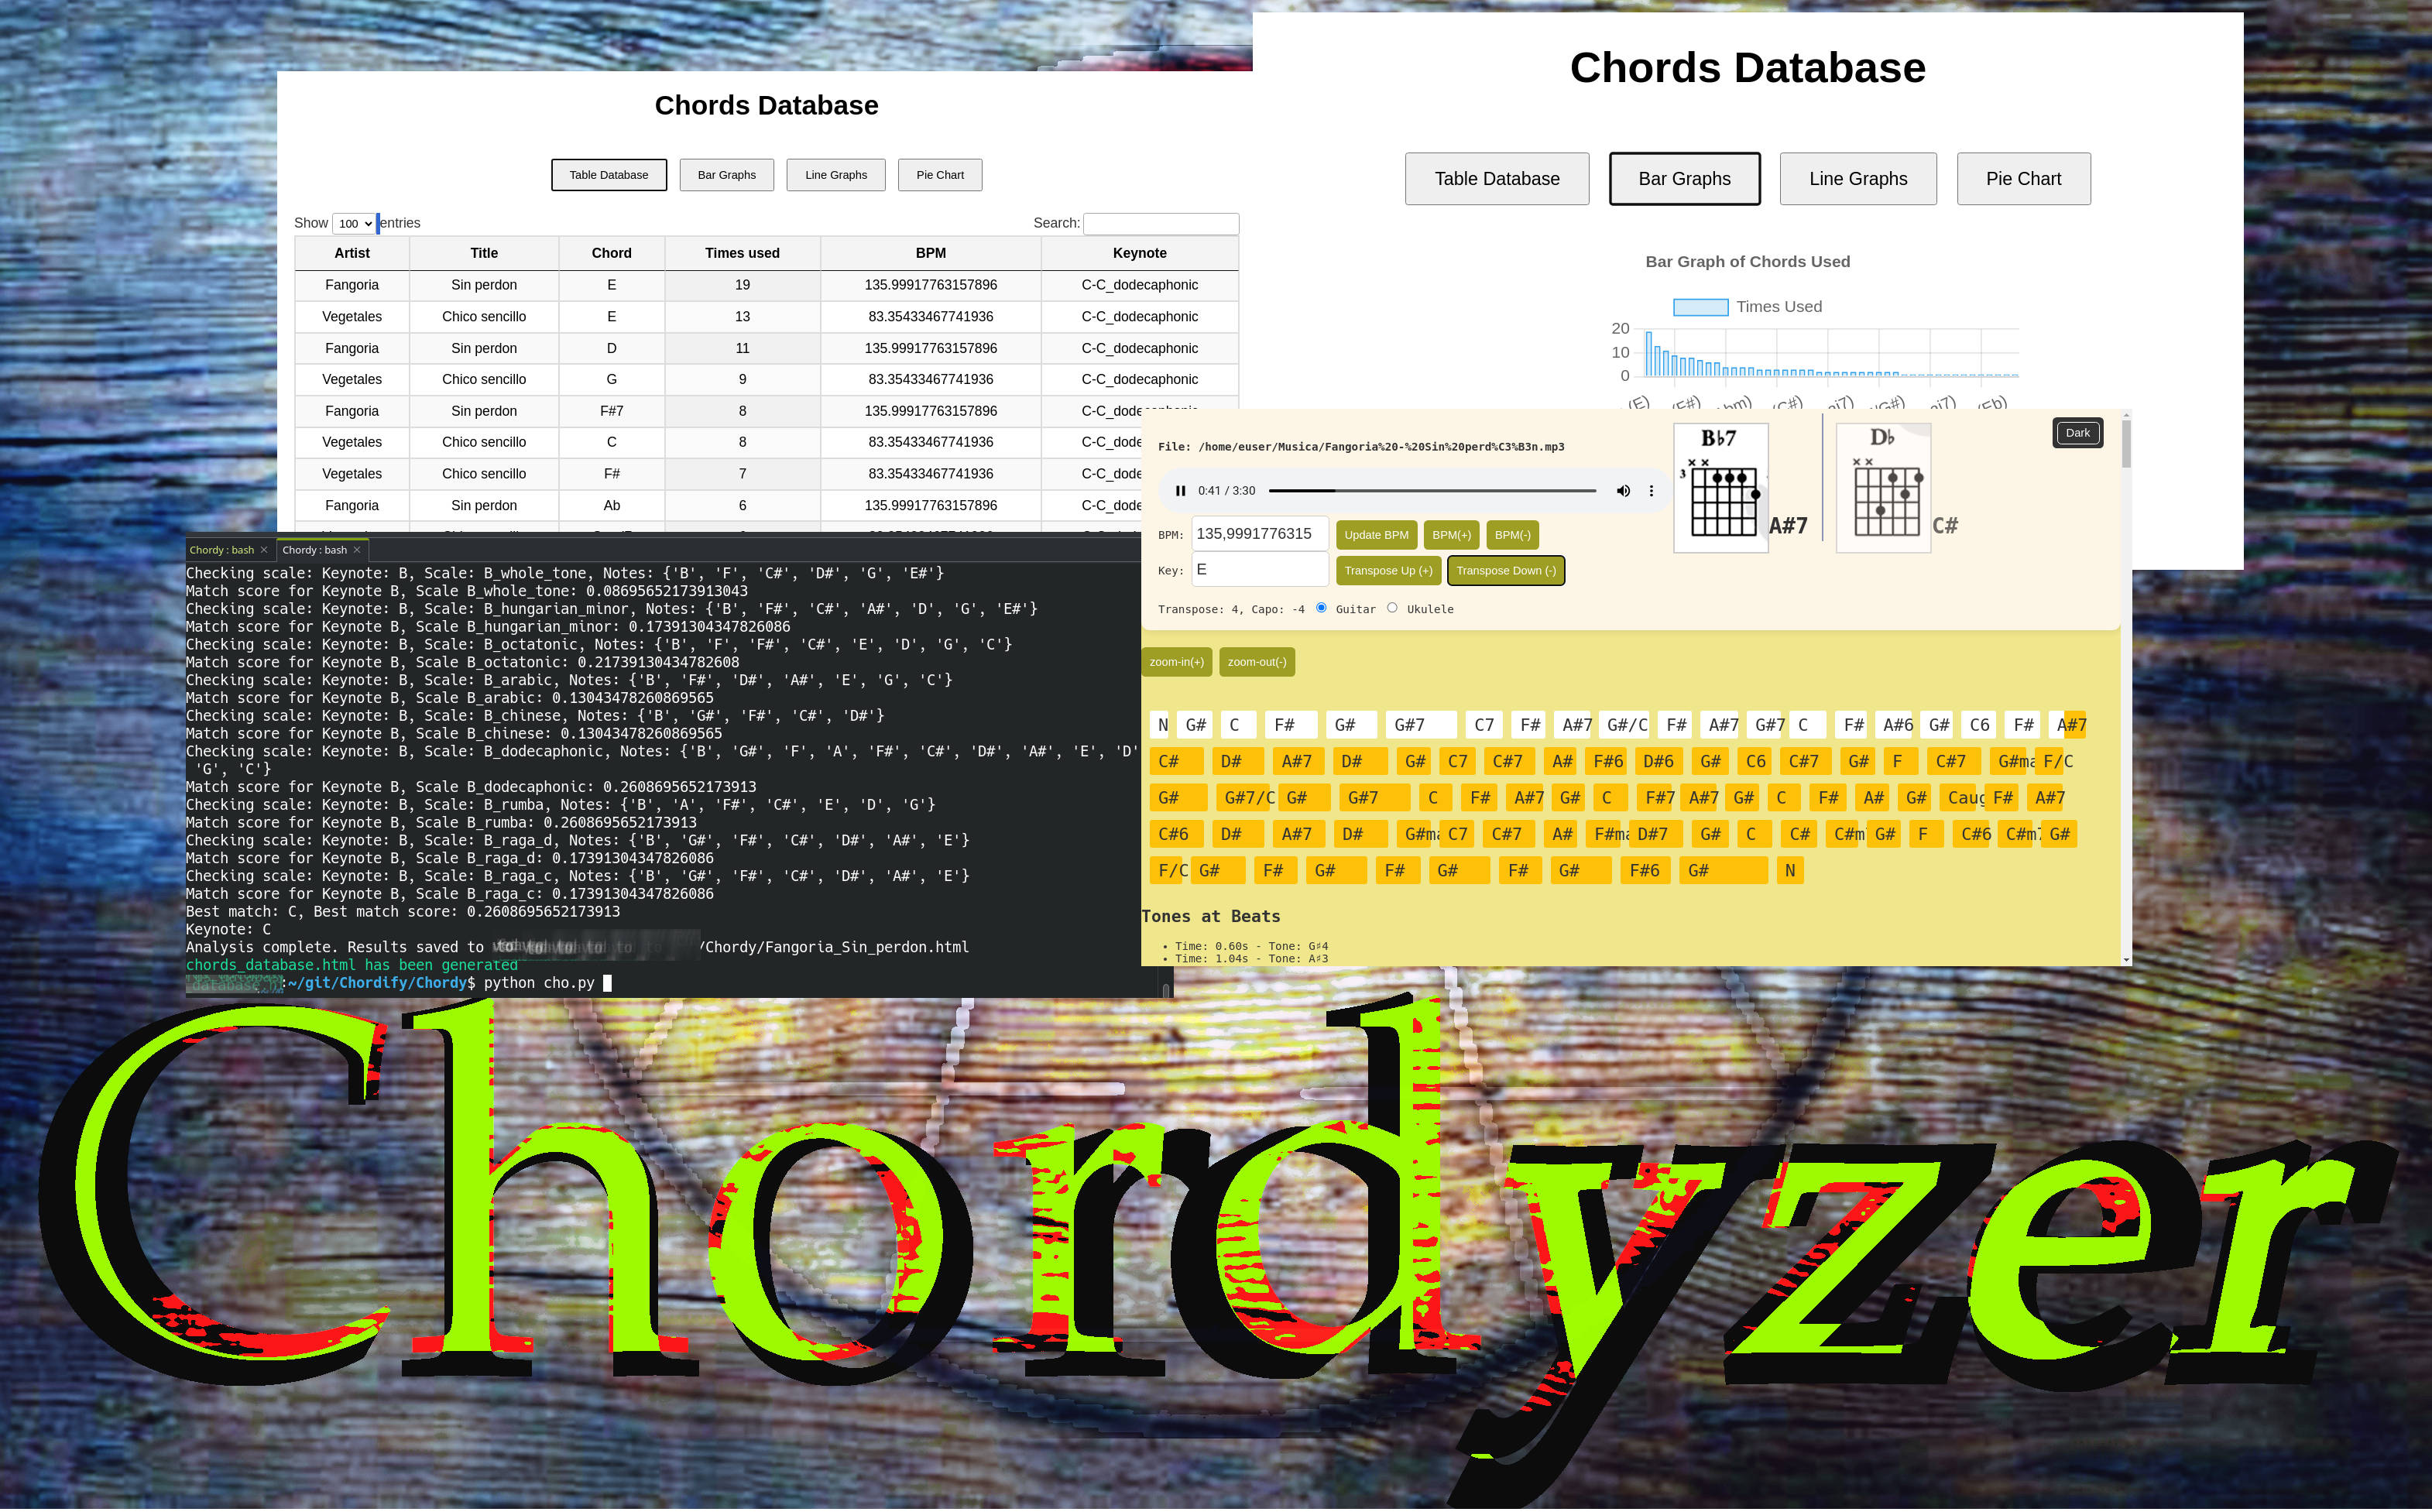 Chords Database
Table Database Bar Graphs Line Graphs Pie Chart
Show 100 entries Search:
Artist Title Chord Times used BPM Keynote
Fangoria Sin perdon E 19 135.99917763157896 C-C_dodecaphonic
Vegetales Chico sencillo E 13 83.35433467741936 C-C_dodecaphonic
Fangoria Sin perdon D 11 135.99917763157896 C-C_dodecaphonic
Vegetales Chico sencillo G 9 83.35433467741936 C-C_dodecaphonic
Fangoria Sin perdon F#7 8 135.99917763157896 C-C_dode
Vegetales Chico sencillo C 8 83.35433467741936 C-C_dode
Vegetales Chico sencillo F# 7 83.35433467741936 C-C_dode
Fangoria Sin perdon Ab 6 135.99917763157896 C-C_dode
Chords Database
Table Database Bar Graphs Line Graphs Pie Chart
Bar Graph of Chords Used
Times Used
20
10
0
File: /home/euser/Musica/Fangoria%20-%20Sin%20perd%C3%B3n.mp3
Dark
B♭7
3
A#7
D♭
C#
0:41 / 3:30
BPM: 135,9991776315 Update BPM BPM(+) BPM(-)
Key: E Transpose Up (+) Transpose Down (-)
Transpose: 4, Capo: -4 Guitar Ukulele
zoom-in(+) zoom-out(-)
N G# C F# G# G#7 C7 F# A#7 G#/C F# A#7 G#7 C F# A#6 G# C6 F# A#7
C# D# A#7 D# G# C7 C#7 A# F#6 D#6 G# C6 C#7 G# F C#7 G#ma F/C
G# G#7/C G# G#7 C F# A#7 G# C F#7 A#7 G# C F# A# G# Caug F# A#7
C#6 D# A#7 D# G#ma C7 C#7 A# F#ma D#7 G# C C# C#m G# F C#6 C#m7 G#
F/C G# F# G# F# G# F# G# F#6 G# N
Tones at Beats
• Time: 0.60s - Tone: G♯4
• Time: 1.04s - Tone: A♯3
Chordy : bash Chordy : bash
Checking scale: Keynote: B, Scale: B_whole_tone, Notes: {'B', 'F', 'C#', 'D#', 'G', 'E#'}
Match score for Keynote B, Scale B_whole_tone: 0.08695652173913043
Checking scale: Keynote: B, Scale: B_hungarian_minor, Notes: {'B', 'F#', 'C#', 'A#', 'D', 'G', 'E#'}
Match score for Keynote B, Scale B_hungarian_minor: 0.17391304347826086
Checking scale: Keynote: B, Scale: B_octatonic, Notes: {'B', 'F', 'F#', 'C#', 'E', 'D', 'G', 'C'}
Match score for Keynote B, Scale B_octatonic: 0.21739130434782608
Checking scale: Keynote: B, Scale: B_arabic, Notes: {'B', 'F#', 'D#', 'A#', 'E', 'G', 'C'}
Match score for Keynote B, Scale B_arabic: 0.13043478260869565
Checking scale: Keynote: B, Scale: B_chinese, Notes: {'B', 'G#', 'F#', 'C#', 'D#'}
Match score for Keynote B, Scale B_chinese: 0.13043478260869565
Checking scale: Keynote: B, Scale: B_dodecaphonic, Notes: {'B', 'G#', 'F', 'A', 'F#', 'C#', 'D#', 'A#', 'E', 'D'
'G', 'C'}
Match score for Keynote B, Scale B_dodecaphonic: 0.2608695652173913
Checking scale: Keynote: B, Scale: B_rumba, Notes: {'B', 'A', 'F#', 'C#', 'E', 'D', 'G'}
Match score for Keynote B, Scale B_rumba: 0.2608695652173913
Checking scale: Keynote: B, Scale: B_raga_d, Notes: {'B', 'G#', 'F#', 'C#', 'D#', 'A#', 'E'}
Match score for Keynote B, Scale B_raga_d: 0.17391304347826086
Checking scale: Keynote: B, Scale: B_raga_c, Notes: {'B', 'G#', 'F#', 'C#', 'D#', 'A#', 'E'}
Match score for Keynote B, Scale B_raga_c: 0.17391304347826086
Best match: C, Best match score: 0.2608695652173913
Keynote: C
Analysis complete. Results saved to /Chordy/Fangoria_Sin_perdon.html
chords_database.html has been generated
:~/git/Chordify/Chordy$ python cho.py
Chordyzer